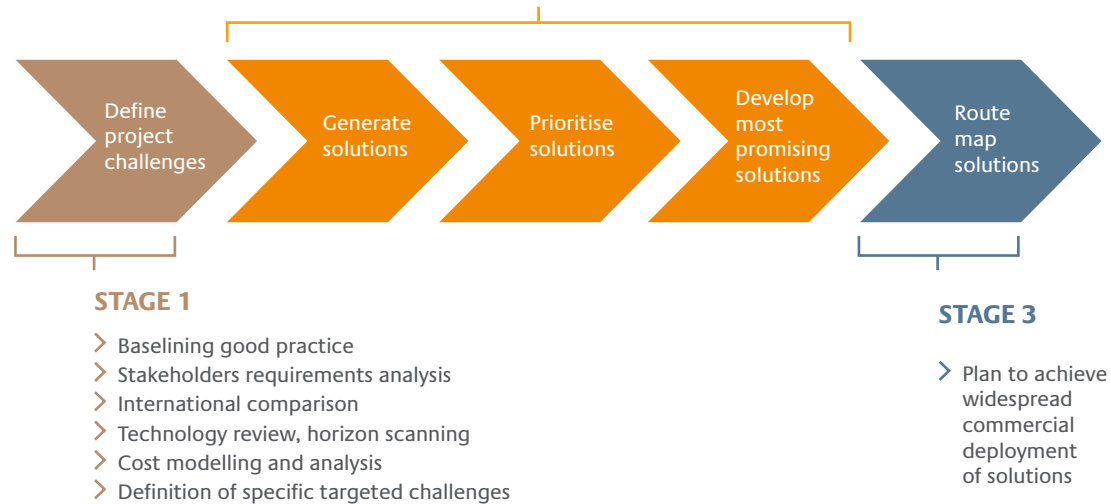 Define
project
challenges
Generate
solutions
Prioritise
solutions
Develop
most
promising
solutions
Route
map
solutions
STAGE 1
Baselining good practice
Stakeholders requirements analysis
International comparison
Technology review, horizon scanning
Cost modelling and analysis
Definition of specific targeted challenges
STAGE 3
Plan to achieve
widespread
commercial
deployment
of solutions